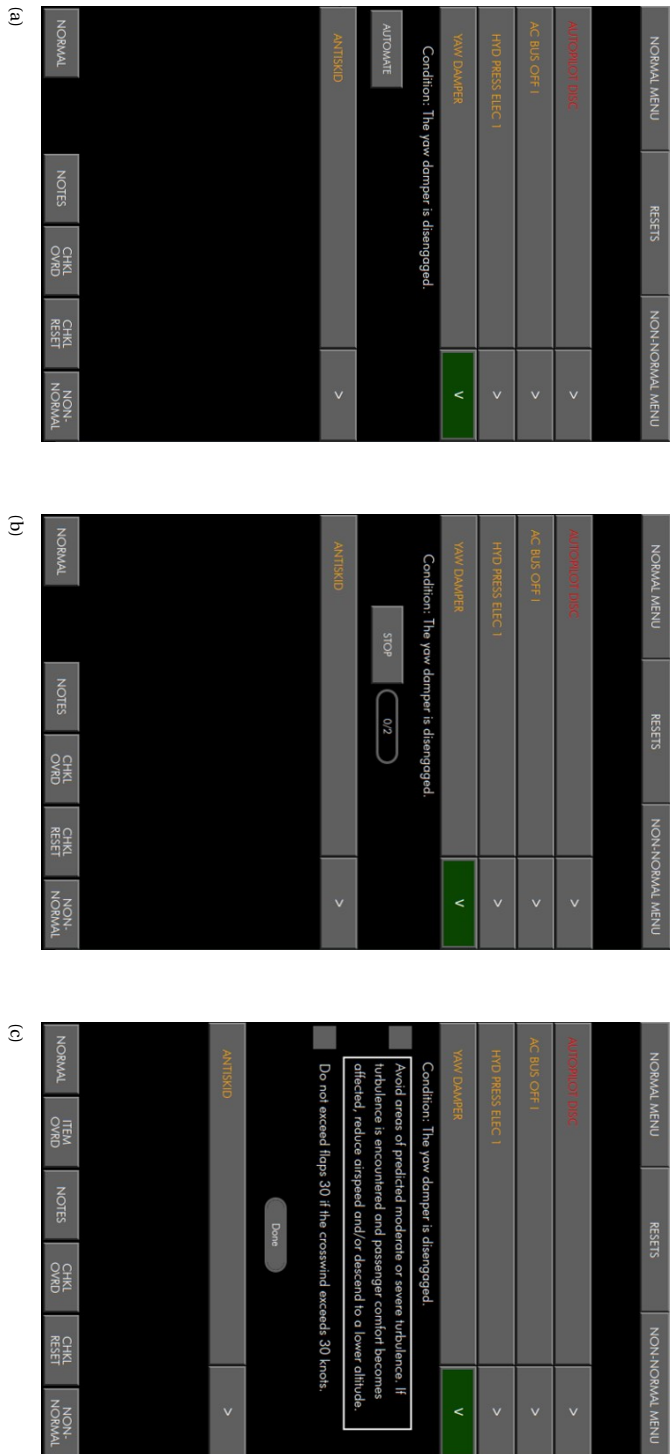 NORMAL MENU
RESETS
NON-NORMAL MENU
AUTOPILOT DISC
>
AC BUS OFF I
>
HYD PRESS ELEC 1
>
YAW DAMPER
v
Condition: The yaw damper is disengaged.
AUTOMATE
ANTISKID
>
NORMAL
NOTES
CHKL
OVRD
CHKL
RESET
NON-
NORMAL
(a)
NORMAL MENU
RESETS
NON-NORMAL MENU
AUTOPILOT DISC
>
AC BUS OFF I
>
HYD PRESS ELEC 1
>
YAW DAMPER
v
Condition: The yaw damper is disengaged.
STOP
0/2
ANTISKID
>
NORMAL
NOTES
CHKL
OVRD
CHKL
RESET
NON-
NORMAL
(b)
NORMAL MENU
RESETS
NON-NORMAL MENU
AUTOPILOT DISC
>
AC BUS OFF I
>
HYD PRESS ELEC 1
>
YAW DAMPER
v
Condition: The yaw damper is disengaged.
Avoid areas of predicted moderate or severe turbulence. If
turbulence is encountered and passenger comfort becomes
affected, reduce airspeed and/or descend to a lower altitude.
Do not exceed flaps 30 if the crosswind exceeds 30 knots.
Done
ANTISKID
>
NORMAL
ITEM
OVRD
NOTES
CHKL
OVRD
CHKL
RESET
NON-
NORMAL
(c)